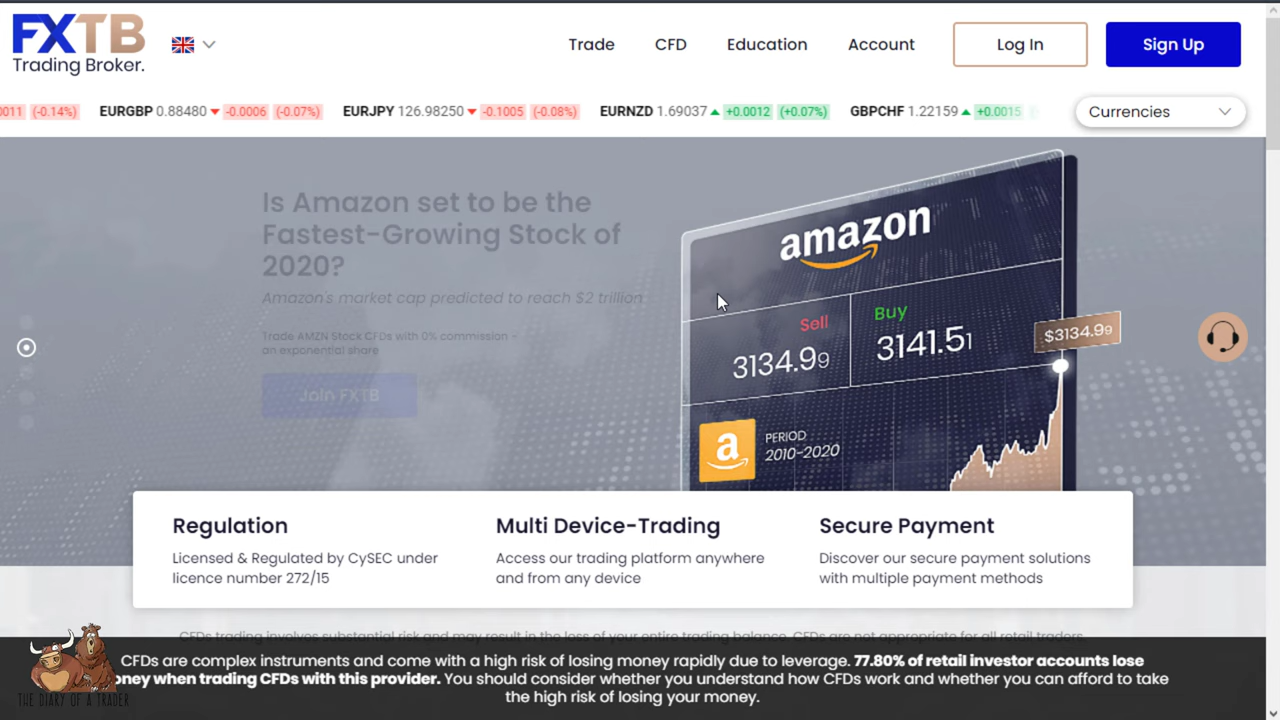 FXTB
Trading Broker.
Trade
CFD
Education
Account
Log In
Sign Up
0011 (-0.14%)
EURGBP 0.88480 -0.0006 (-0.07%)
EURJPY 126.98250 -0.1005 (-0.08%)
EURNZD 1.69037 +0.0012 (+0.07%)
GBPCHF 1.22159 +0.0015
Currencies
Is Amazon set to be the
Fastest-Growing Stock of
2020?
Amazon's market cap predicted to reach $2 trillion
Trade AMZN Stock CFDs with 0% commission –
an exponential share
Join FXTB
amazon
Sell
3134.99
Buy
3141.51
$3134.99
a
PERIOD
2010-2020
Regulation
Licensed & Regulated by CySEC under
licence number 272/15
Multi Device-Trading
Access our trading platform anywhere
and from any device
Secure Payment
Discover our secure payment solutions
with multiple payment methods
CFDs trading involves substantial risk and may result in the loss of your entire trading balance. CFDs are not appropriate for all retail traders
CFDs are complex instruments and come with a high risk of losing money rapidly due to leverage. 77.80% of retail investor accounts lose
oney when trading CFDs with this provider. You should consider whether you understand how CFDs work and whether you can afford to take
the high risk of losing your money.
THE DIARY OF A TRADER